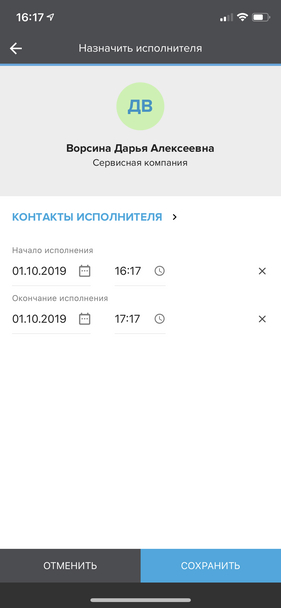 16:17
Назначить исполнителя
ДВ
Ворсина Дарья Алексеевна
Сервисная компания
КОНТАКТЫ ИСПОЛНИТЕЛЯ
Начало исполнения
01.10.2019 16:17
Окончание исполнения
01.10.2019 17:17
ОТМЕНИТЬ СОХРАНИТЬ